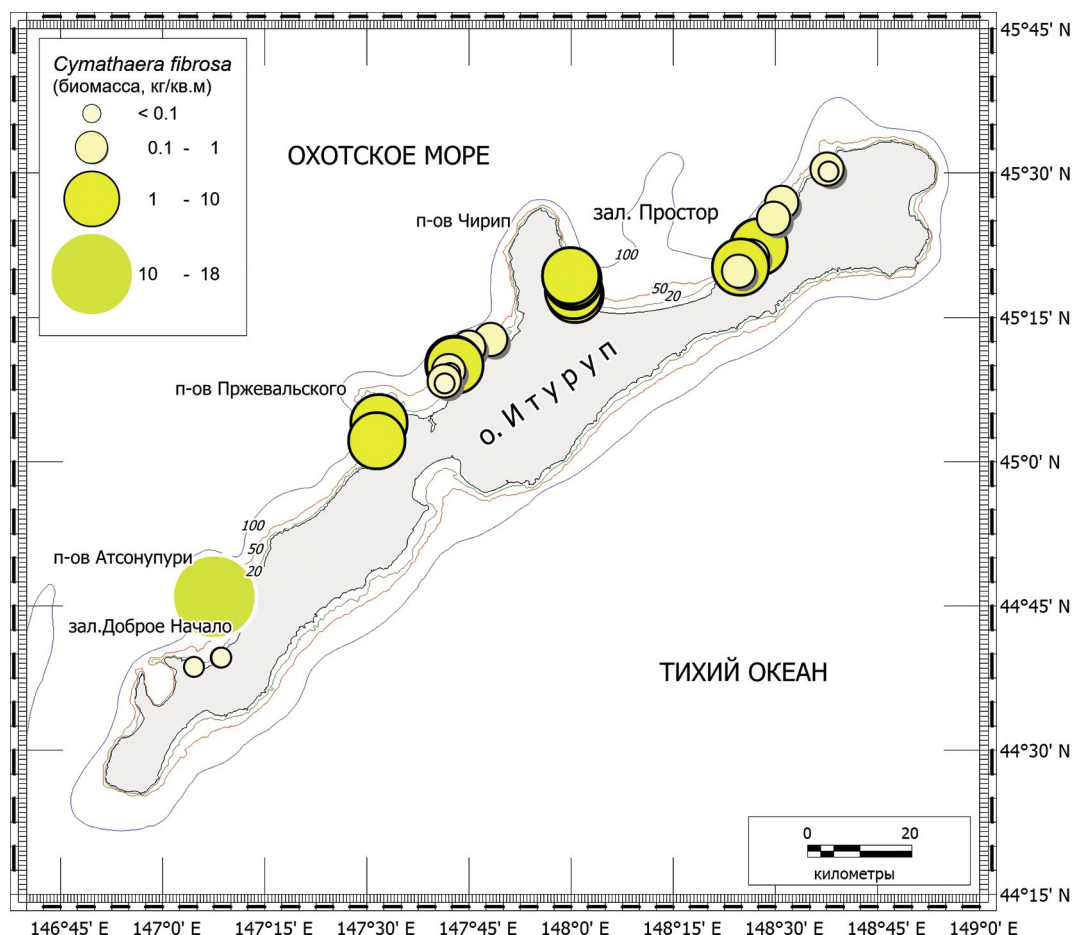 Cymathaera fibrosa
(биомасса, кг/кв.м)
< 0.1
0.1 - 1
1 - 10
10 - 18
ОХОТСКОЕ МОРЕ
п-ов Чирип
зал. Простор
100
50
20
п-ов Пржевальского
о. Итуруп
100
50
20
п-ов Атсонупури
зал.Доброе Начало
ТИХИЙ ОКЕАН
0 20
километры
45°45' N
45°30' N
45°15' N
45°0' N
44°45' N
44°30' N
44°15' N
146°45' E 147°0' E 147°15' E 147°30' E 147°45' E 148°0' E 148°15' E 148°30' E 148°45' E 149°0' E